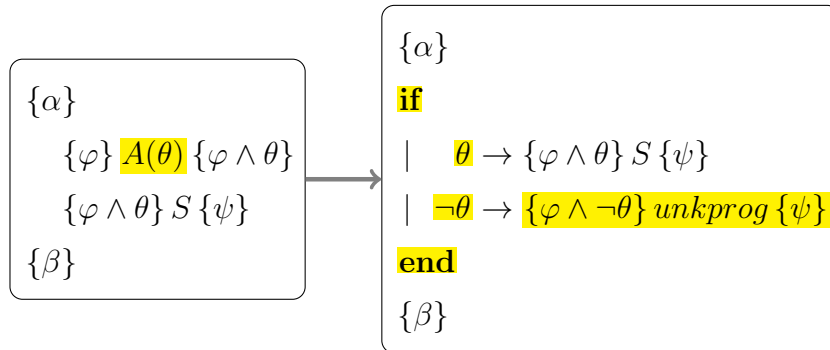 {α}
{φ} A(θ) {φ ∧ θ}
{φ ∧ θ} S {ψ}
{β}
{α}
if
| θ → {φ ∧ θ} S {ψ}
| ¬θ → {φ ∧ ¬θ} unkprog {ψ}
end
{β}